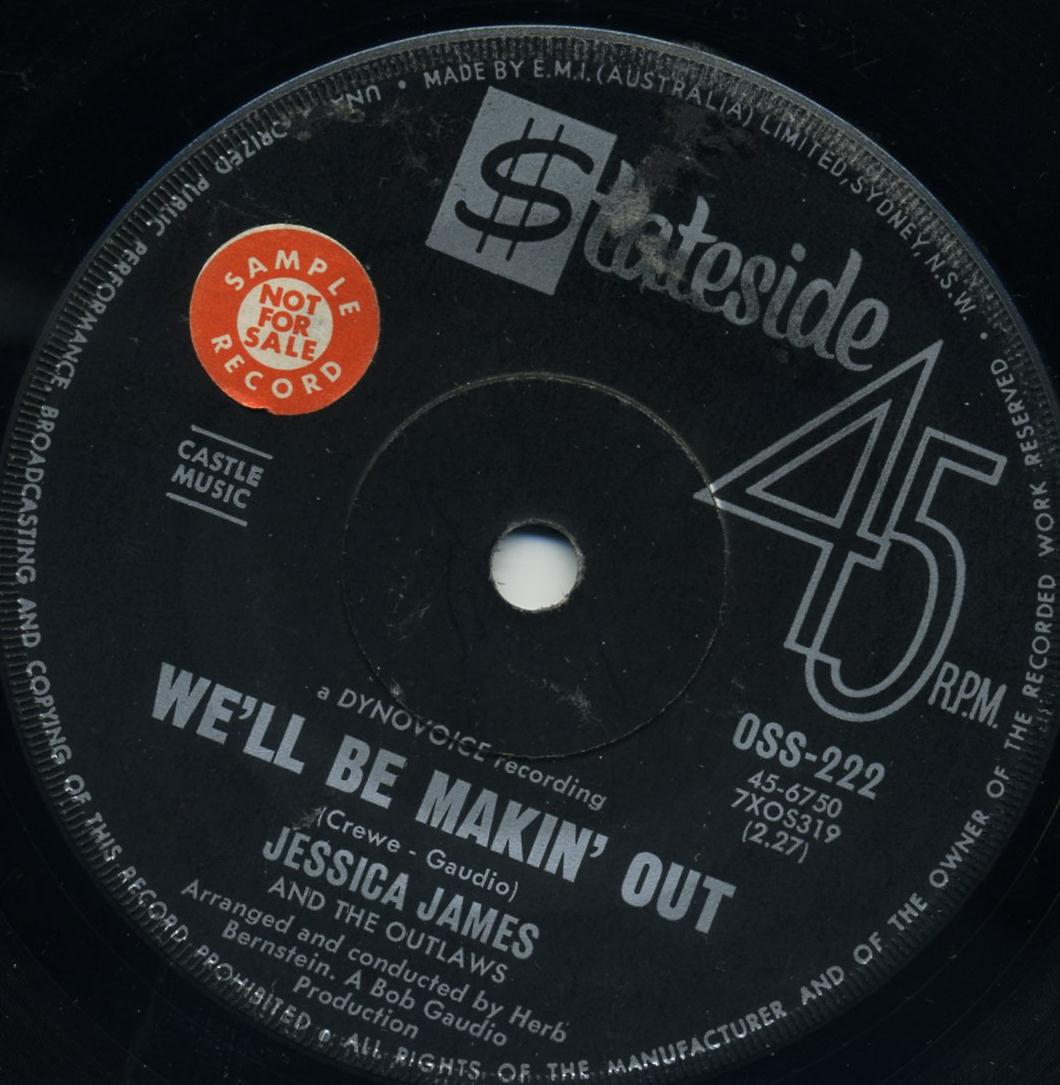 MADE BY E.M.I. (AUSTRALIA) LIMITED, SYDNEY, N.S.W. • ALL RIGHTS OF THE MANUFACTURER AND OF THE OWNER OF THE RECORDED WORK RESERVED •
PUBLIC PERFORMANCE, BROADCASTING AND COPYING OF THIS RECORD PROHIBITED •
Stateside
SAMPLE
NOT
FOR
SALE
RECORD
45
R.P.M.
CASTLE
MUSIC
OSS-222
45-6750
7XOS319
(2.27)
a DYNOVOICE recording
WE'LL BE MAKIN' OUT
(Crewe - Gaudio)
JESSICA JAMES
AND THE OUTLAWS
Arranged and conducted by Herb
Bernstein. A Bob Gaudio
Production